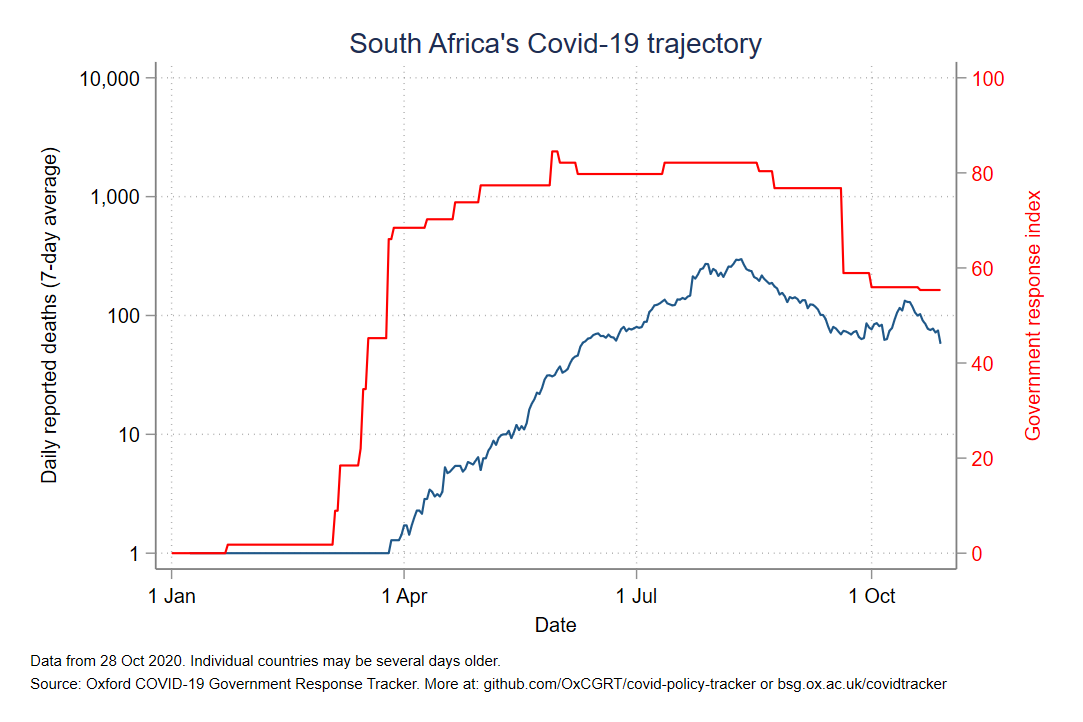 South Africa's Covid-19 trajectory
10,000
1,000
100
10
1
Daily reported deaths (7-day average)
100
80
60
40
20
0
Government response index
1 Jan
1 Apr
1 Jul
1 Oct
Date
Data from 28 Oct 2020. Individual countries may be several days older.
Source: Oxford COVID-19 Government Response Tracker. More at: github.com/OxCGRT/covid-policy-tracker or bsg.ox.ac.uk/covidtracker